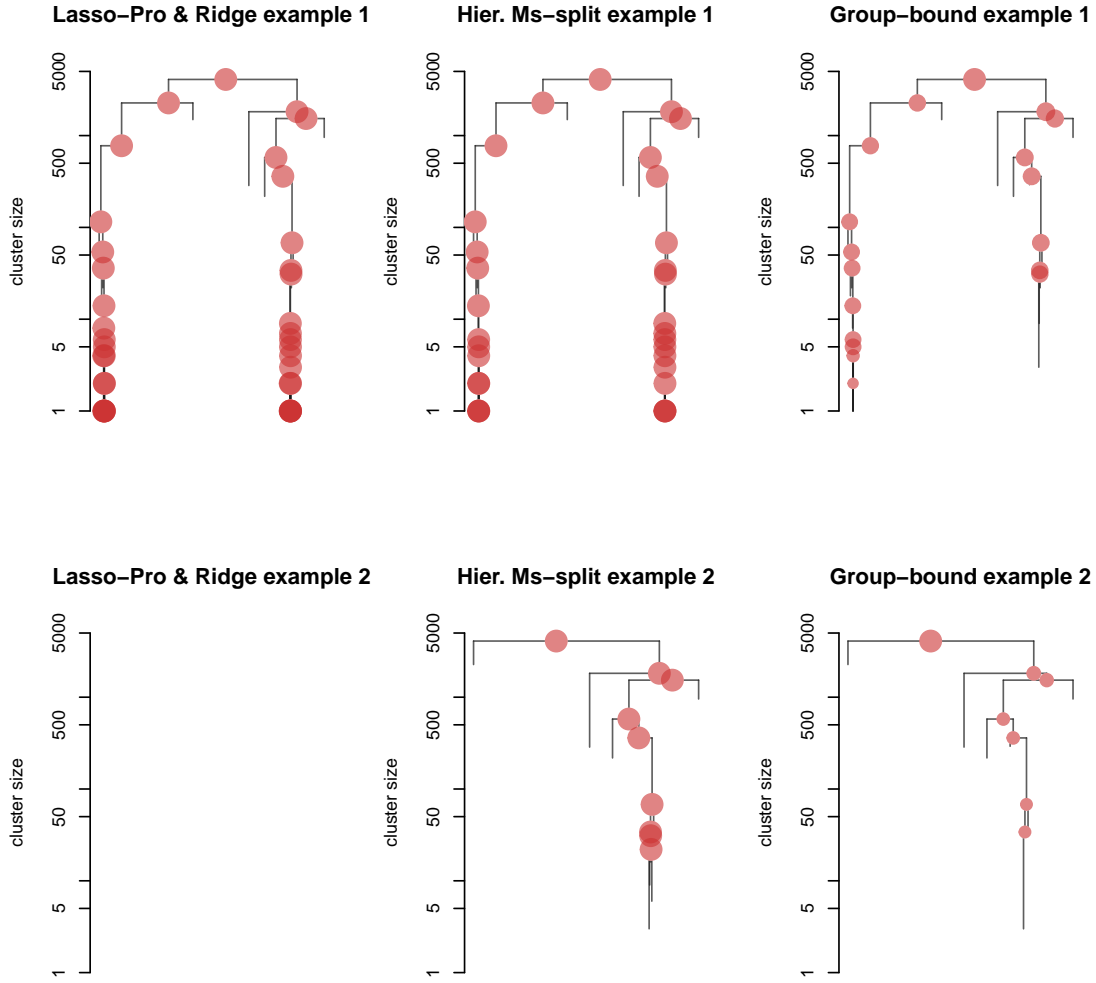 Lasso−Pro & Ridge example 1
Hier. Ms−split example 1
Group−bound example 1
cluster size
5000
500
50
5
1
cluster size
5000
500
50
5
1
cluster size
5000
500
50
5
1
Lasso−Pro & Ridge example 2
Hier. Ms−split example 2
Group−bound example 2
cluster size
5000
500
50
5
1
cluster size
5000
500
50
5
1
cluster size
5000
500
50
5
1